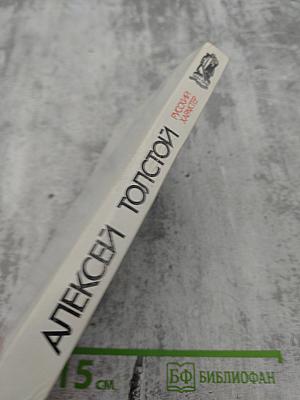 АЛЕКСЕЙ ТОЛСТОЙ
РУССКИЙ
ХАРАКТЕР
15 см.
БФ БИБЛИОФАН